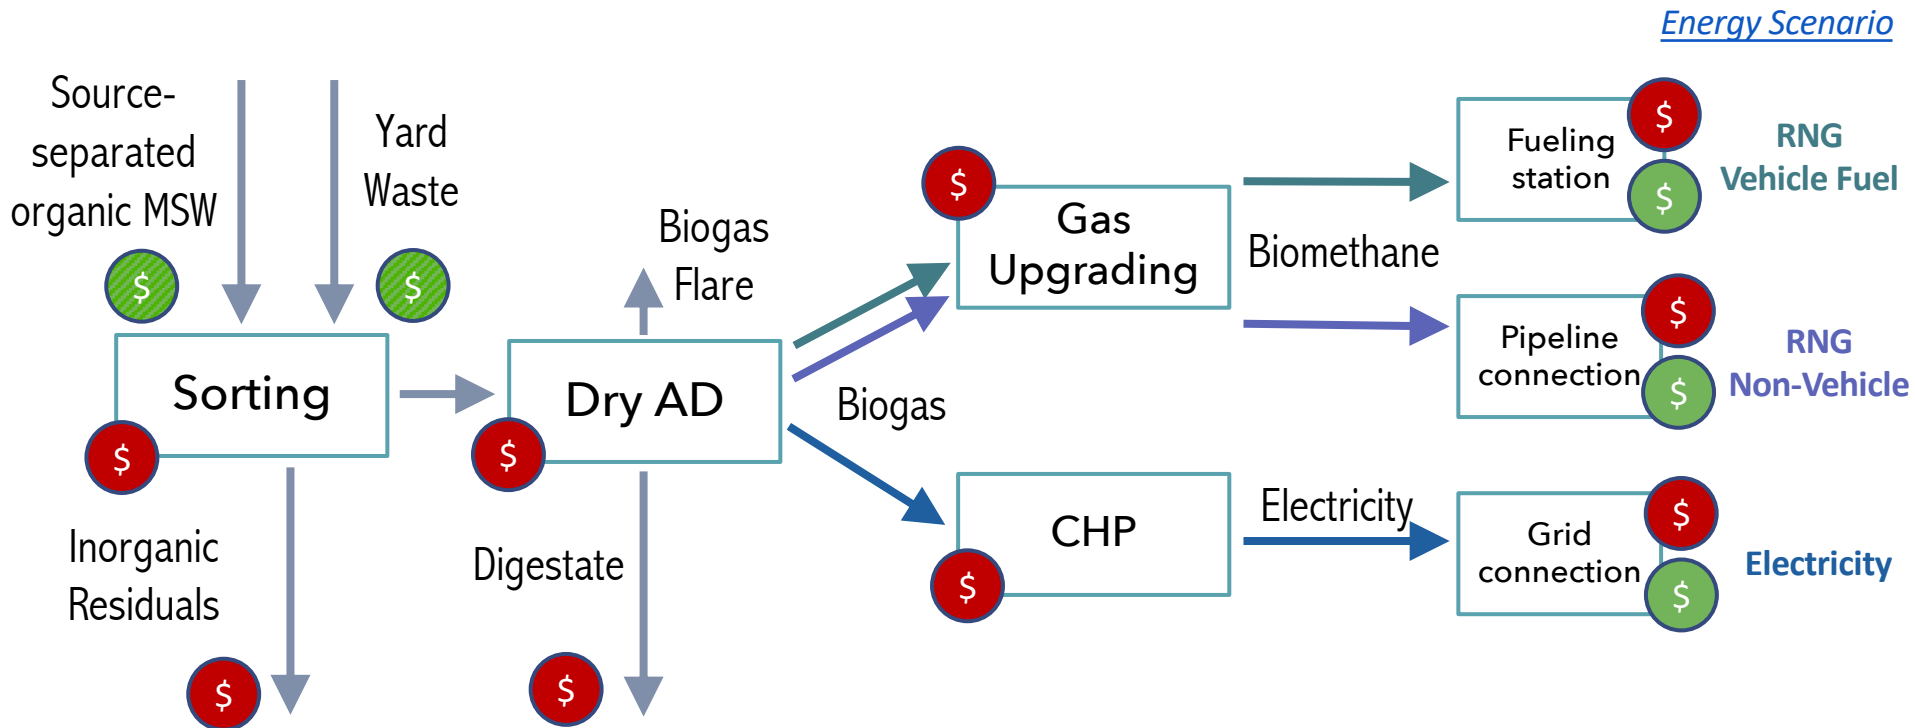 Energy Scenario
Source-
separated
organic MSW
$
Yard
Waste
$
Sorting
$
Inorganic
Residuals
$
Biogas
Flare
Dry AD
$
Digestate
$
Biogas
$
Gas
Upgrading
Biomethane
CHP
$
Electricity
Fueling
station
$
$
RNG
Vehicle Fuel
Pipeline
connection
$
$
RNG
Non-Vehicle
Grid
connection
$
$
Electricity